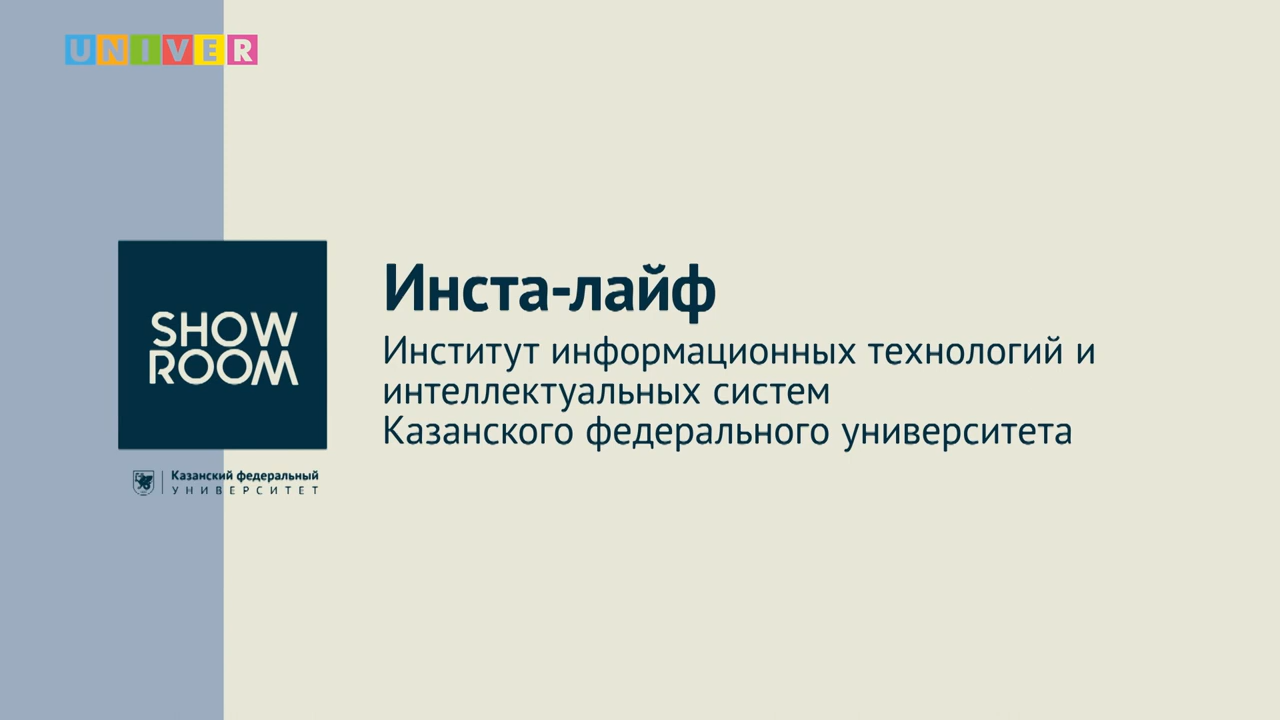 UNIVER
SHOW
ROOM
Казанский федеральный
УНИВЕРСИТЕТ
Инста-лайф
Институт информационных технологий и
интеллектуальных систем
Казанского федерального университета